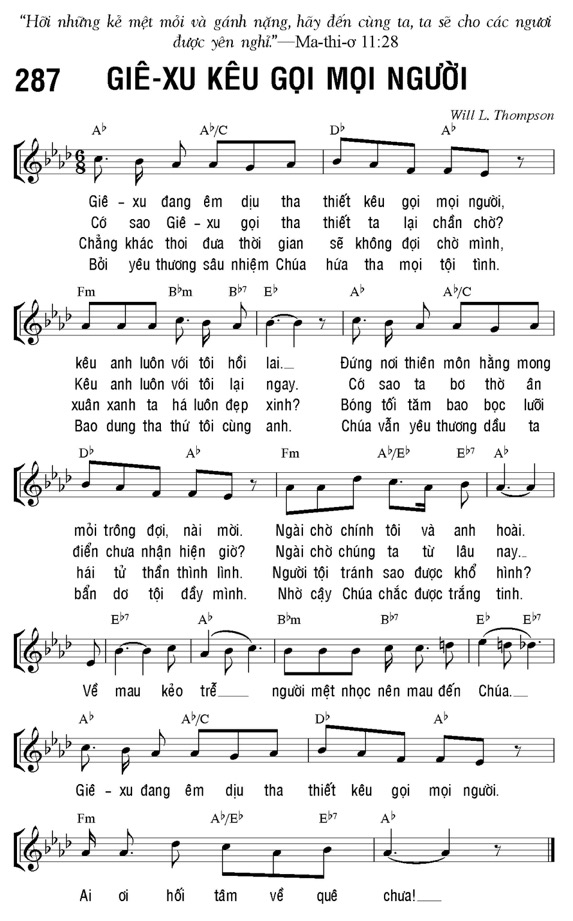 “Hỡi những kẻ mệt mỏi và gánh nặng, hãy đến cùng ta, ta sẽ cho các ngươi
được yên nghỉ.”—Ma-thi-ơ 11:28
287 GIÊ-XU KÊU GỌI MỌI NGƯỜI
Will L. Thompson
A♭ A♭/C D♭ A♭
6/8
Giê - xu đang êm dịu tha thiết kêu gọi mọi người,
Cớ sao Giê - xu gọi tha thiết ta lại chần chờ?
Chẳng khác thoi đưa thời gian sẽ không đợi chờ mình,
Bởi yêu thương sâu nhiệm Chúa hứa tha mọi tội tình.
Fm B♭m B♭7 E♭ A♭ A♭/C
kêu anh luôn với tôi hồi lai. Đứng nơi thiên môn hằng mong
Kêu anh luôn với tôi lại ngay. Cớ sao ta bơ thờ ân
xuân xanh ta há luôn đẹp xinh? Bóng tối tăm bao bọc lưỡi
Bao dung tha thứ tôi cùng anh. Chúa vẫn yêu thương dầu ta
D♭ A♭ Fm A♭/E♭ E♭7 A♭
mỏi trông đợi, nài mời. Ngài chờ chính tôi và anh hoài.
điển chưa nhận hiện giờ? Ngài chờ chúng ta từ lâu nay.
hái tử thần thình lình. Người tội tránh sao được khổ hình?
bẩn dơ tội đầy mình. Nhờ cậy Chúa chắc được trắng tinh.
E♭7 A♭ B♭m B♭7 E♭ E♭7
Về mau kẻo trễ người mệt nhọc nên mau đến Chúa.
A♭ A♭/C D♭ A♭
Giê - xu đang êm dịu tha thiết kêu gọi mọi người.
Fm A♭/E♭ E♭7 A♭
Ai ơi hối tâm về quê chưa!